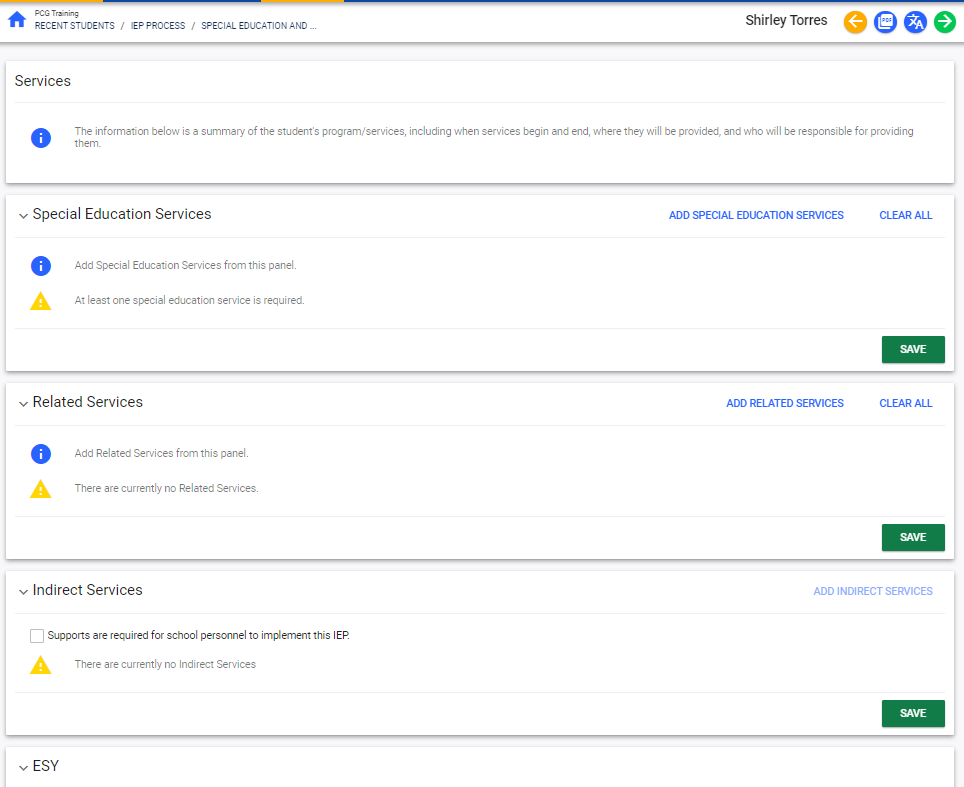 PCG Training
RECENT STUDENTS / IEP PROCESS / SPECIAL EDUCATION AND ...
Shirley Torres
PDF
Services
The information below is a summary of the student's program/services, including when services begin and end, where they will be provided, and who will be responsible for providing
them.
Special Education Services
ADD SPECIAL EDUCATION SERVICES
CLEAR ALL
Add Special Education Services from this panel.
At least one special education service is required.
SAVE
Related Services
ADD RELATED SERVICES
CLEAR ALL
Add Related Services from this panel.
There are currently no Related Services.
SAVE
Indirect Services
ADD INDIRECT SERVICES
Supports are required for school personnel to implement this IEP.
There are currently no Indirect Services
SAVE
ESY